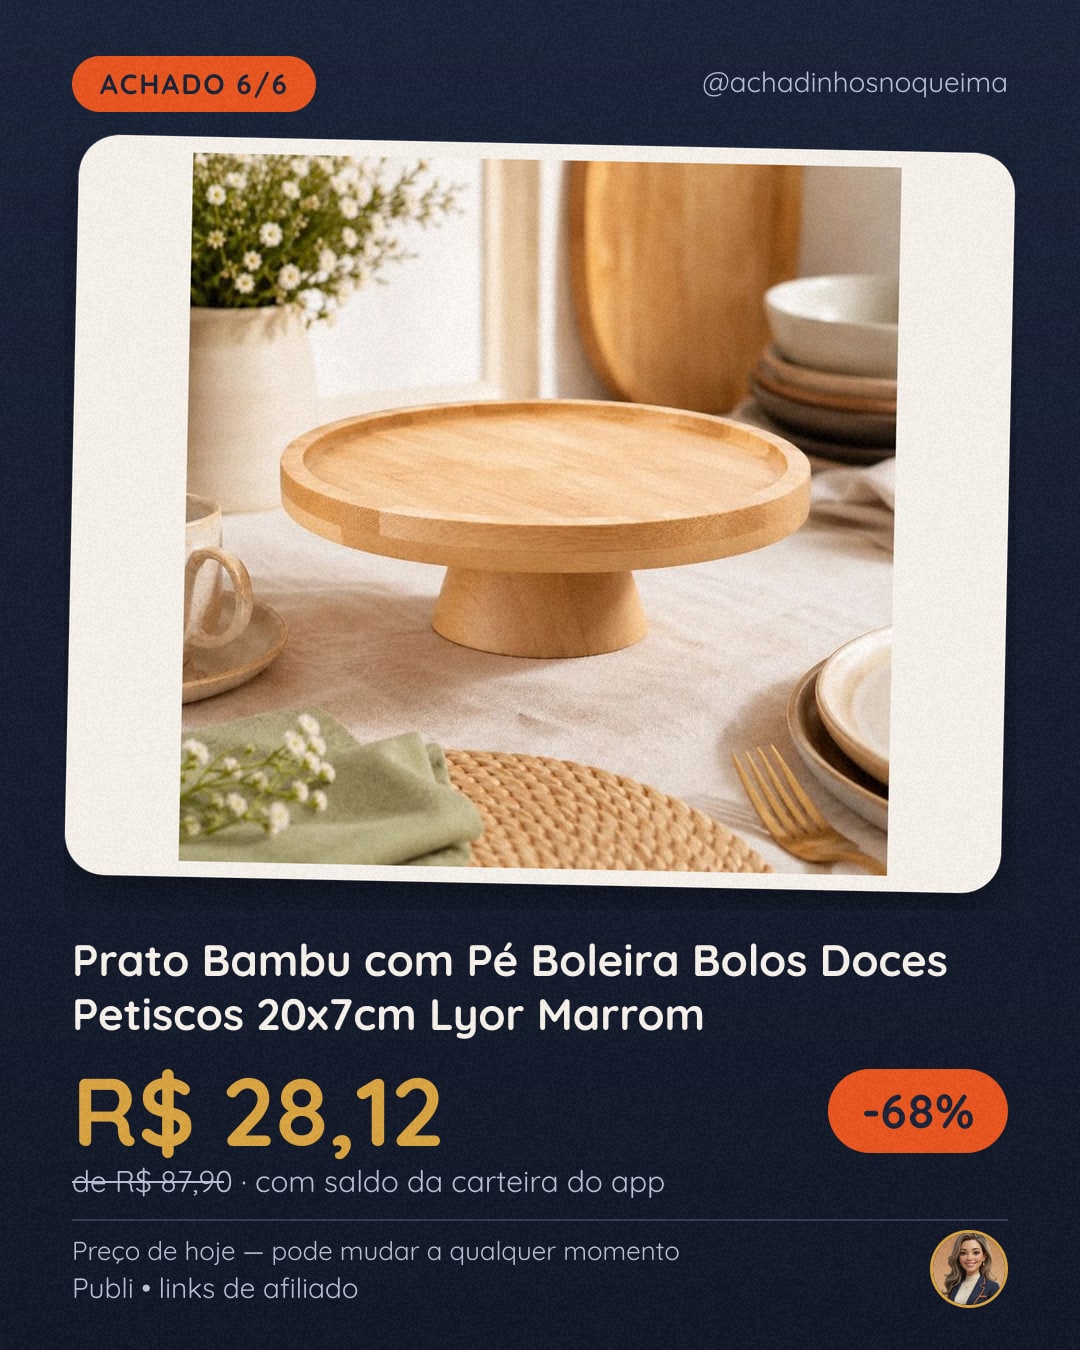 ACHADO 6/6
@achadinhosnoqueima
Prato Bambu com Pé Boleira Bolos Doces
Petiscos 20x7cm Lyor Marrom
R$ 28,12
-68%
de R$ 87,90 · com saldo da carteira do app
Preço de hoje — pode mudar a qualquer momento
Publi • links de afiliado